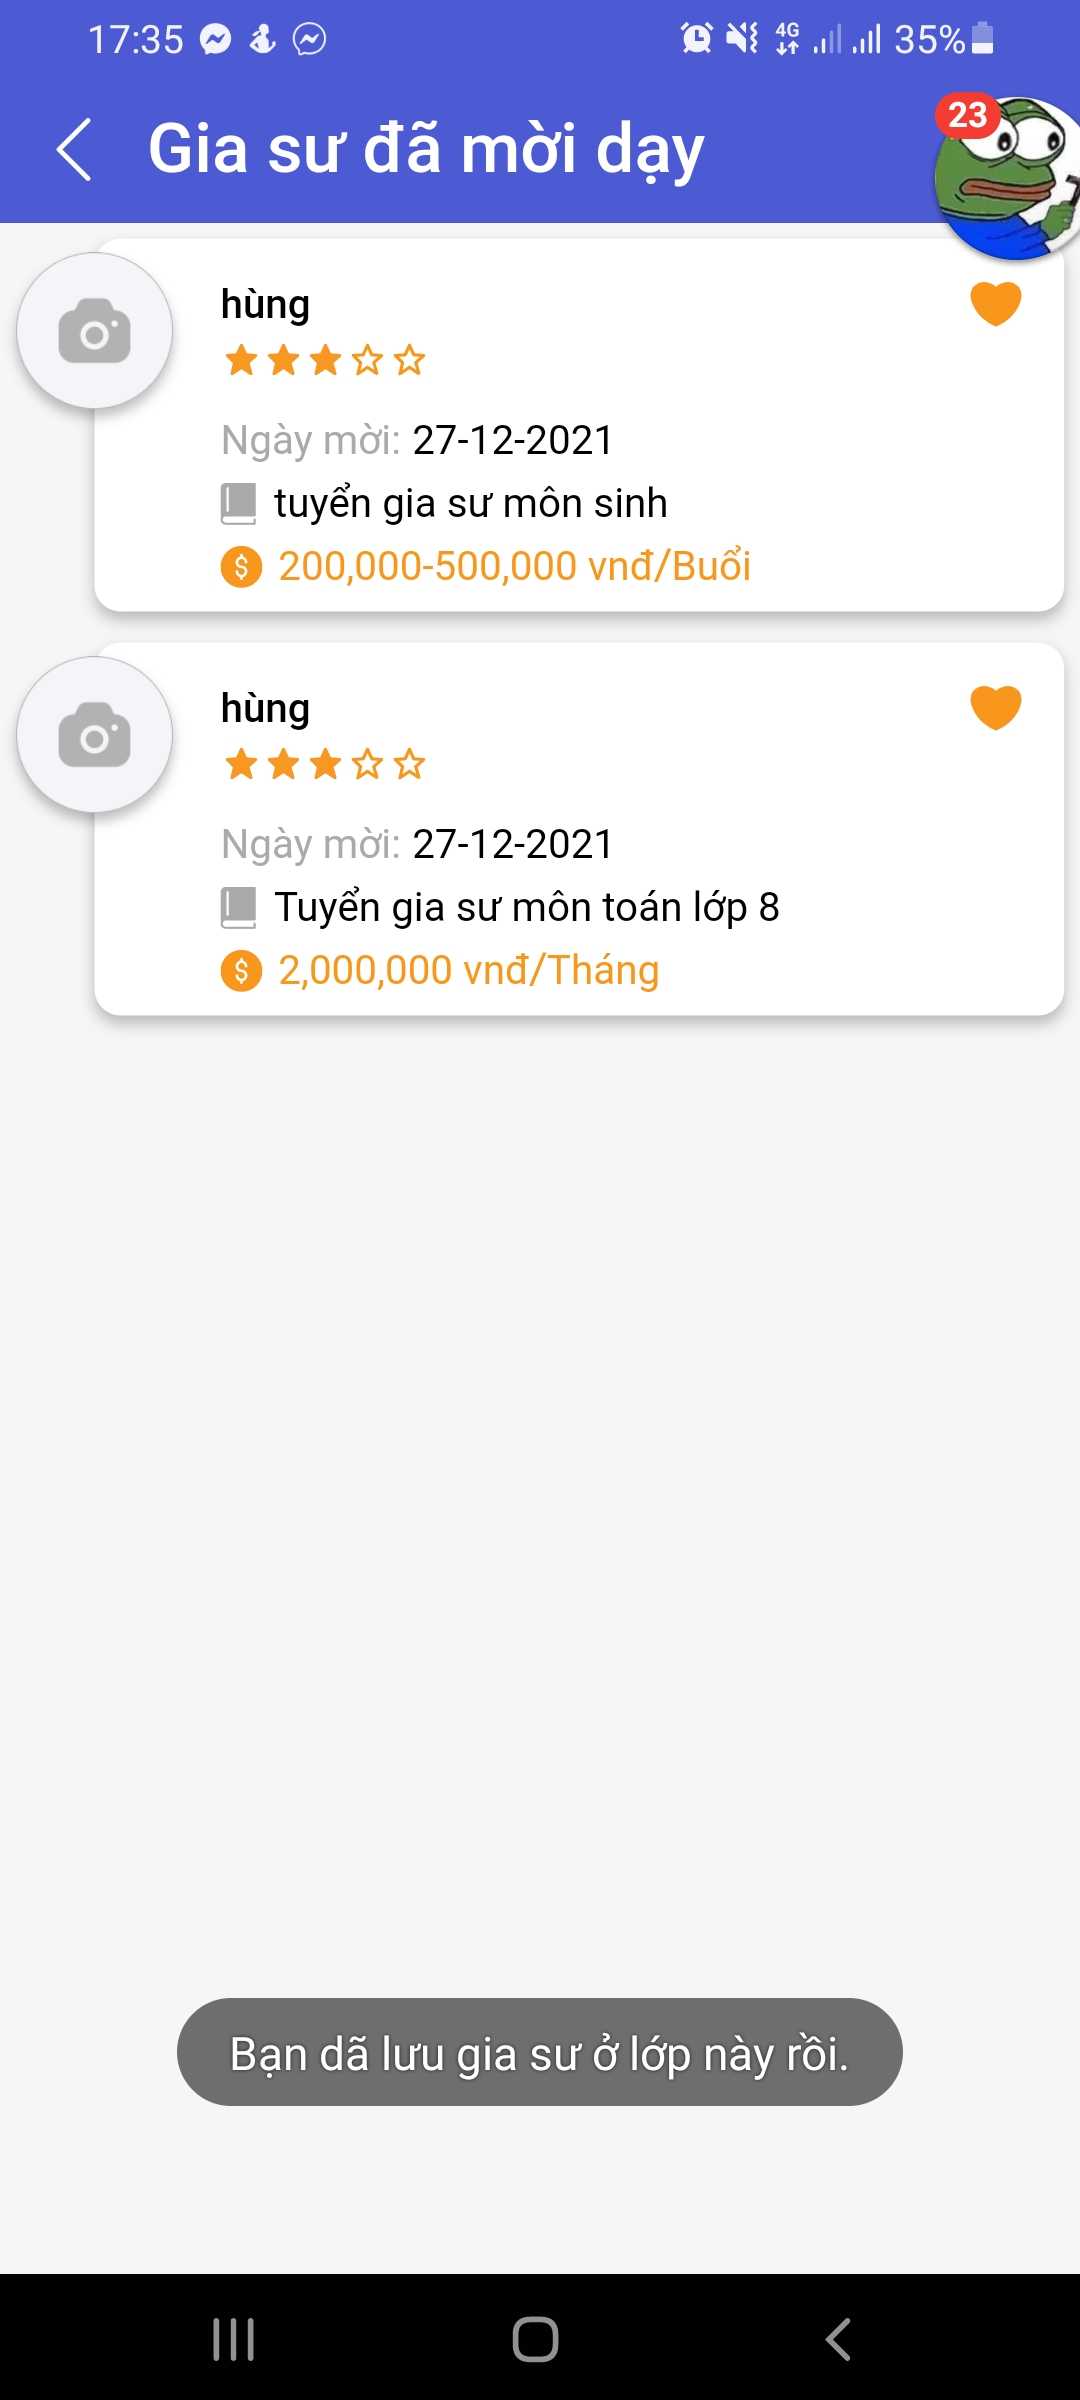 17:35
4G
35%
Gia sư đã mời dạy
23
hùng
Ngày mời: 27-12-2021
tuyển gia sư môn sinh
$ 200,000-500,000 vnđ/Buổi
hùng
Ngày mời: 27-12-2021
Tuyển gia sư môn toán lớp 8
$ 2,000,000 vnđ/Tháng
Bạn dã lưu gia sư ở lớp này rồi.